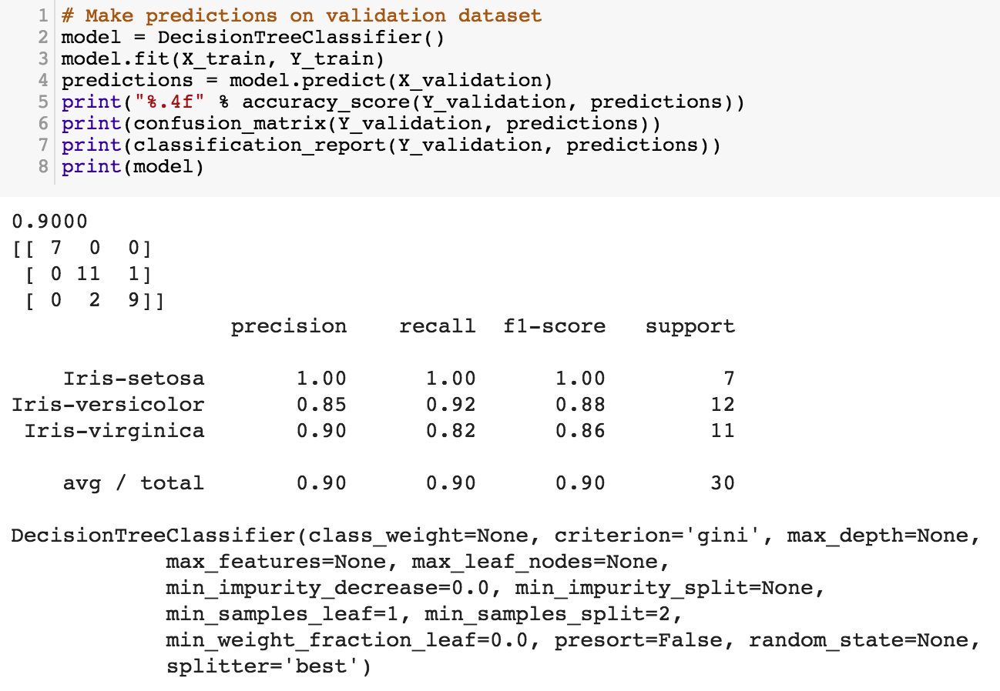 1 # Make predictions on validation dataset
2 model = DecisionTreeClassifier()
3 model.fit(X_train, Y_train)
4 predictions = model.predict(X_validation)
5 print("%.4f" % accuracy_score(Y_validation, predictions))
6 print(confusion_matrix(Y_validation, predictions))
7 print(classification_report(Y_validation, predictions))
8 print(model)
0.9000
[[ 7  0  0]
 [ 0 11  1]
 [ 0  2  9]]
                 precision    recall  f1-score   support
    Iris-setosa       1.00      1.00      1.00         7
Iris-versicolor       0.85      0.92      0.88        12
 Iris-virginica       0.90      0.82      0.86        11
    avg / total       0.90      0.90      0.90        30
DecisionTreeClassifier(class_weight=None, criterion='gini', max_depth=None,
            max_features=None, max_leaf_nodes=None,
            min_impurity_decrease=0.0, min_impurity_split=None,
            min_samples_leaf=1, min_samples_split=2,
            min_weight_fraction_leaf=0.0, presort=False, random_state=None,
            splitter='best')